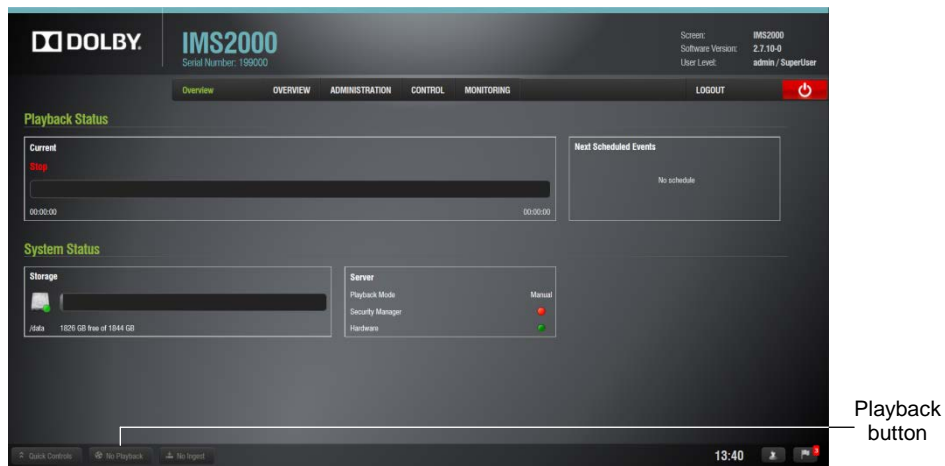 DOLBY.
IMS2000
Serial Number: 199000
Screen: IMS2000
Software Version: 2.7.10-0
User Level: admin / SuperUser
Overview OVERVIEW ADMINISTRATION CONTROL MONITORING LOGOUT
Playback Status
Current
Stop
00:00:00 00:00:00
Next Scheduled Events
No schedule
System Status
Storage
/data 1826 GB free of 1844 GB
Server
Playback Mode Manual
Security Manager
Hardware
Playback
button
Quick Controls No Playback No Ingest 13:40 3